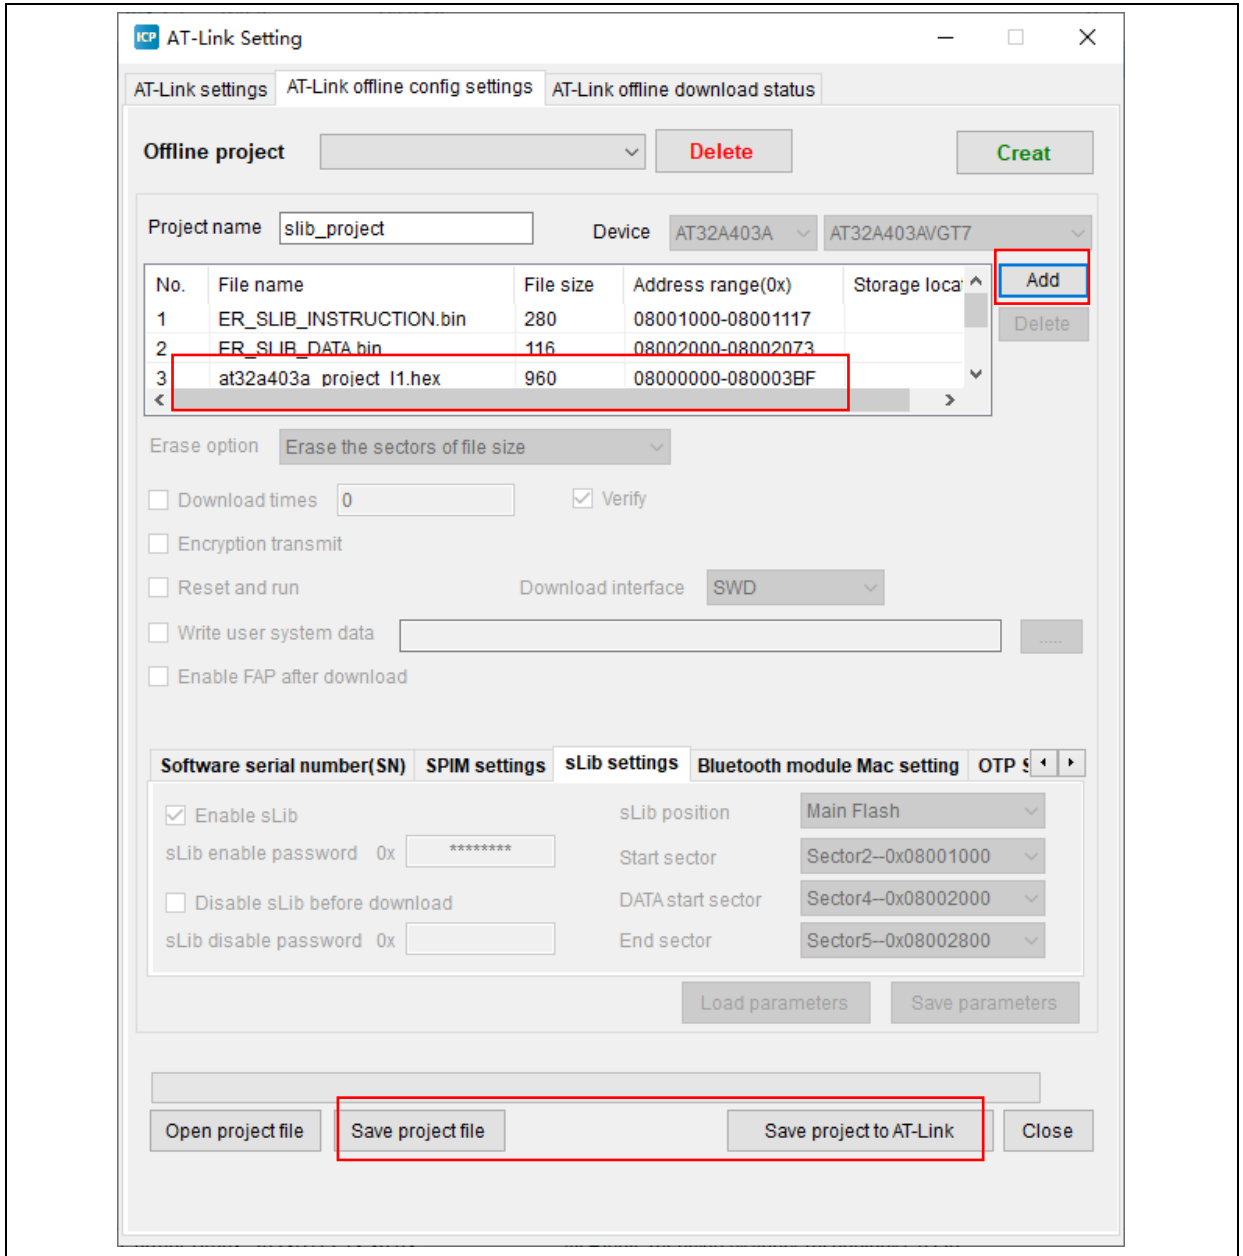 ICP AT-Link Setting
AT-Link settings AT-Link offline config settings AT-Link offline download status
Offline project Delete Creat
Project name slib_project Device AT32A403A AT32A403AVGT7
No. File name File size Address range(0x) Storage loca Add
1 ER_SLIB_INSTRUCTION.bin 280 08001000-08001117 Delete
2 ER_SLIB_DATA.bin 116 08002000-08002073
3 at32a403a_project_l1.hex 960 08000000-080003BF
Erase option Erase the sectors of file size
Download times 0 Verify
Encryption transmit
Reset and run Download interface SWD
Write user system data .....
Enable FAP after download
Software serial number(SN) SPIM settings sLib settings Bluetooth module Mac setting OTP S
Enable sLib sLib position Main Flash
sLib enable password 0x ******** Start sector Sector2--0x08001000
Disable sLib before download DATA start sector Sector4--0x08002000
sLib disable password 0x End sector Sector5--0x08002800
Load parameters Save parameters
Open project file Save project file Save project to AT-Link Close